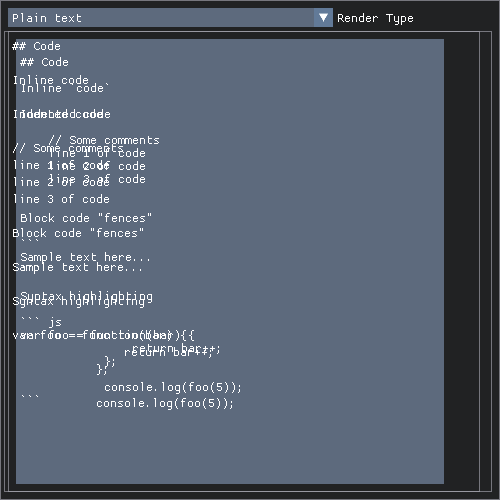 Plain text
Render Type
## Code
## Code
Inline code
Inline `code`
Indented code
Indented code
// Some comments
// Some comments
line 1 of code
line 1 of code
line 2 of code
line 2 of code
line 3 of code
line 3 of code
Block code "fences"
Block code "fences"
```
Sample text here...
Sample text here...
Syntax highlighting
Syntax highlighting
``` js
var foo = function (bar) {
var foo = function (bar) {
return bar++;
return bar++;
};
};
console.log(foo(5));
```
console.log(foo(5));